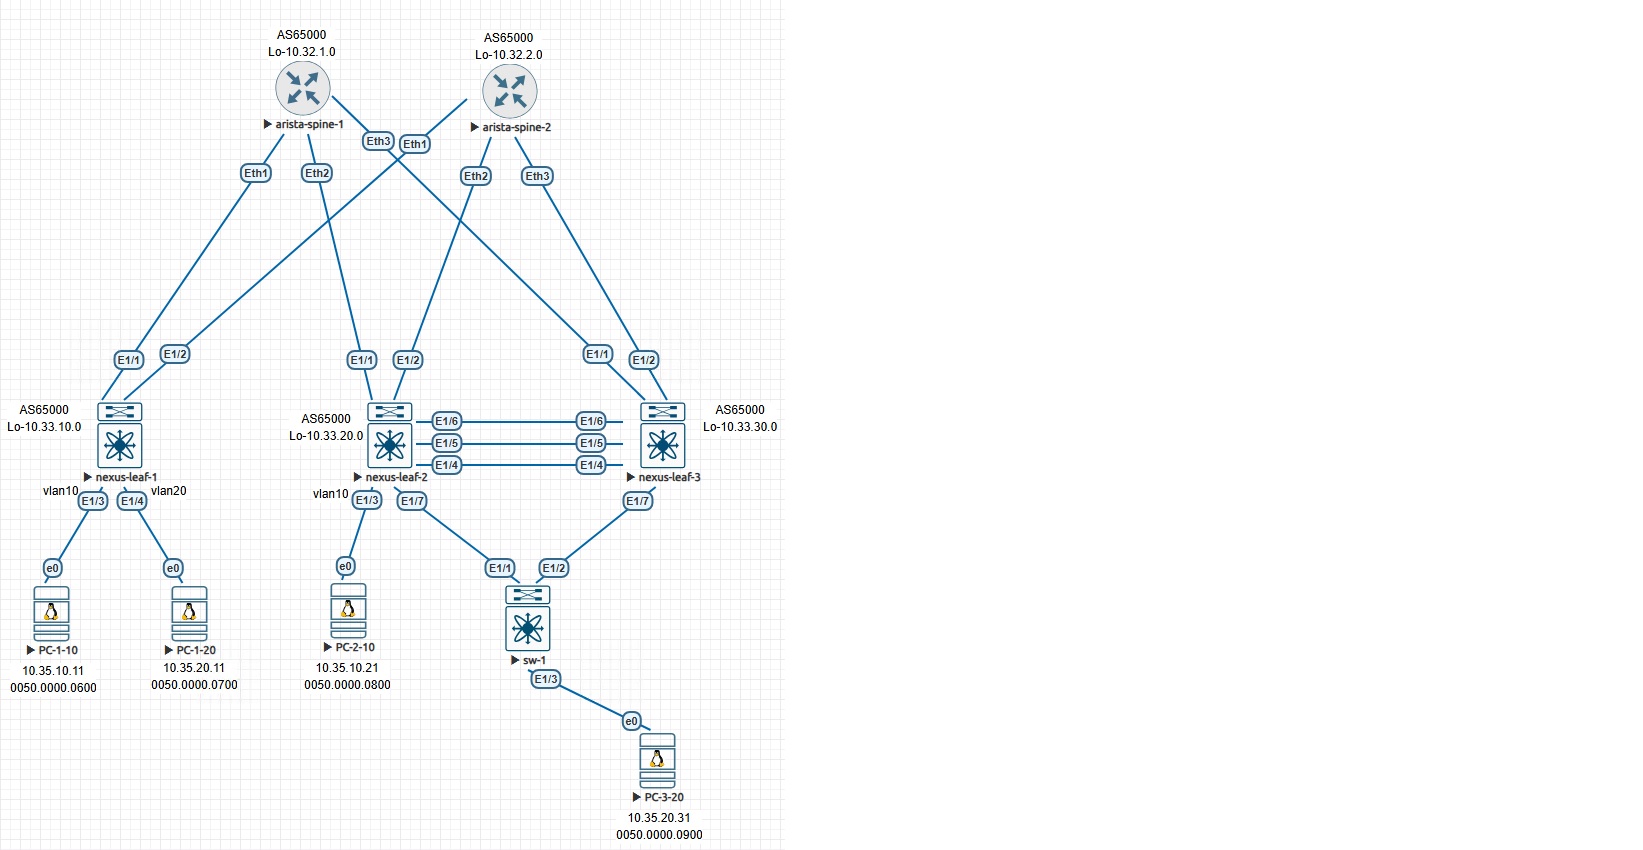 AS65000
Lo-10.32.1.0
AS65000
Lo-10.32.2.0
arista-spine-1
arista-spine-2
Eth3
Eth1
Eth1
Eth2
Eth2
Eth3
E1/1
E1/2
E1/1
E1/2
E1/1
E1/2
AS65000
Lo-10.33.10.0
AS65000
Lo-10.33.20.0
AS65000
Lo-10.33.30.0
E1/6
E1/6
E1/5
E1/5
E1/4
E1/4
nexus-leaf-1
nexus-leaf-2
nexus-leaf-3
vlan10
E1/3
E1/4
vlan20
vlan10
E1/3
E1/7
E1/7
e0
e0
e0
E1/1
E1/2
PC-1-10
10.35.10.11
0050.0000.0600
PC-1-20
10.35.20.11
0050.0000.0700
PC-2-10
10.35.10.21
0050.0000.0800
sw-1
E1/3
e0
PC-3-20
10.35.20.31
0050.0000.0900